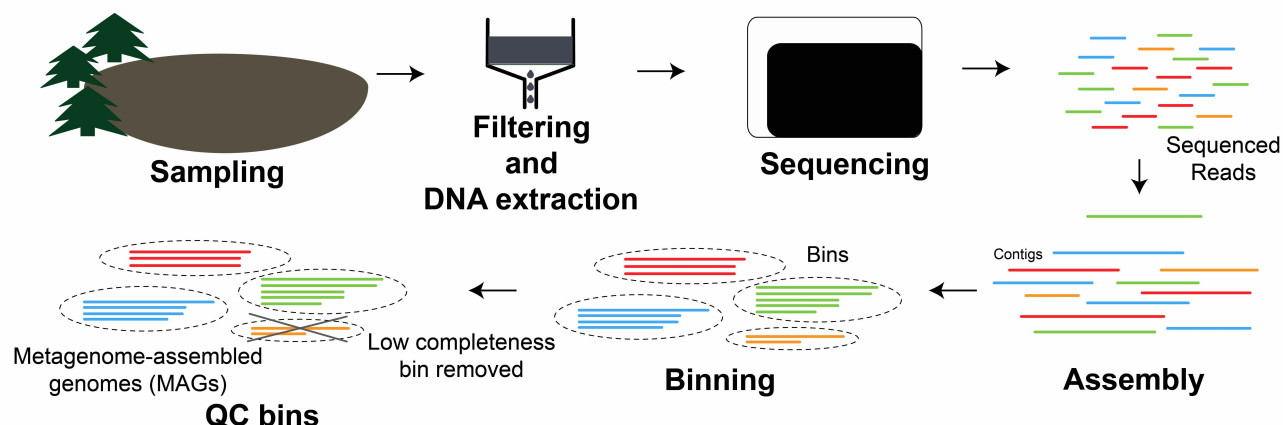 Sampling
Filtering
and
DNA extraction
Sequencing
Sequenced
Reads
Contigs
Assembly
Bins
Binning
Low completeness
bin removed
Metagenome-assembled
genomes (MAGs)
QC bins